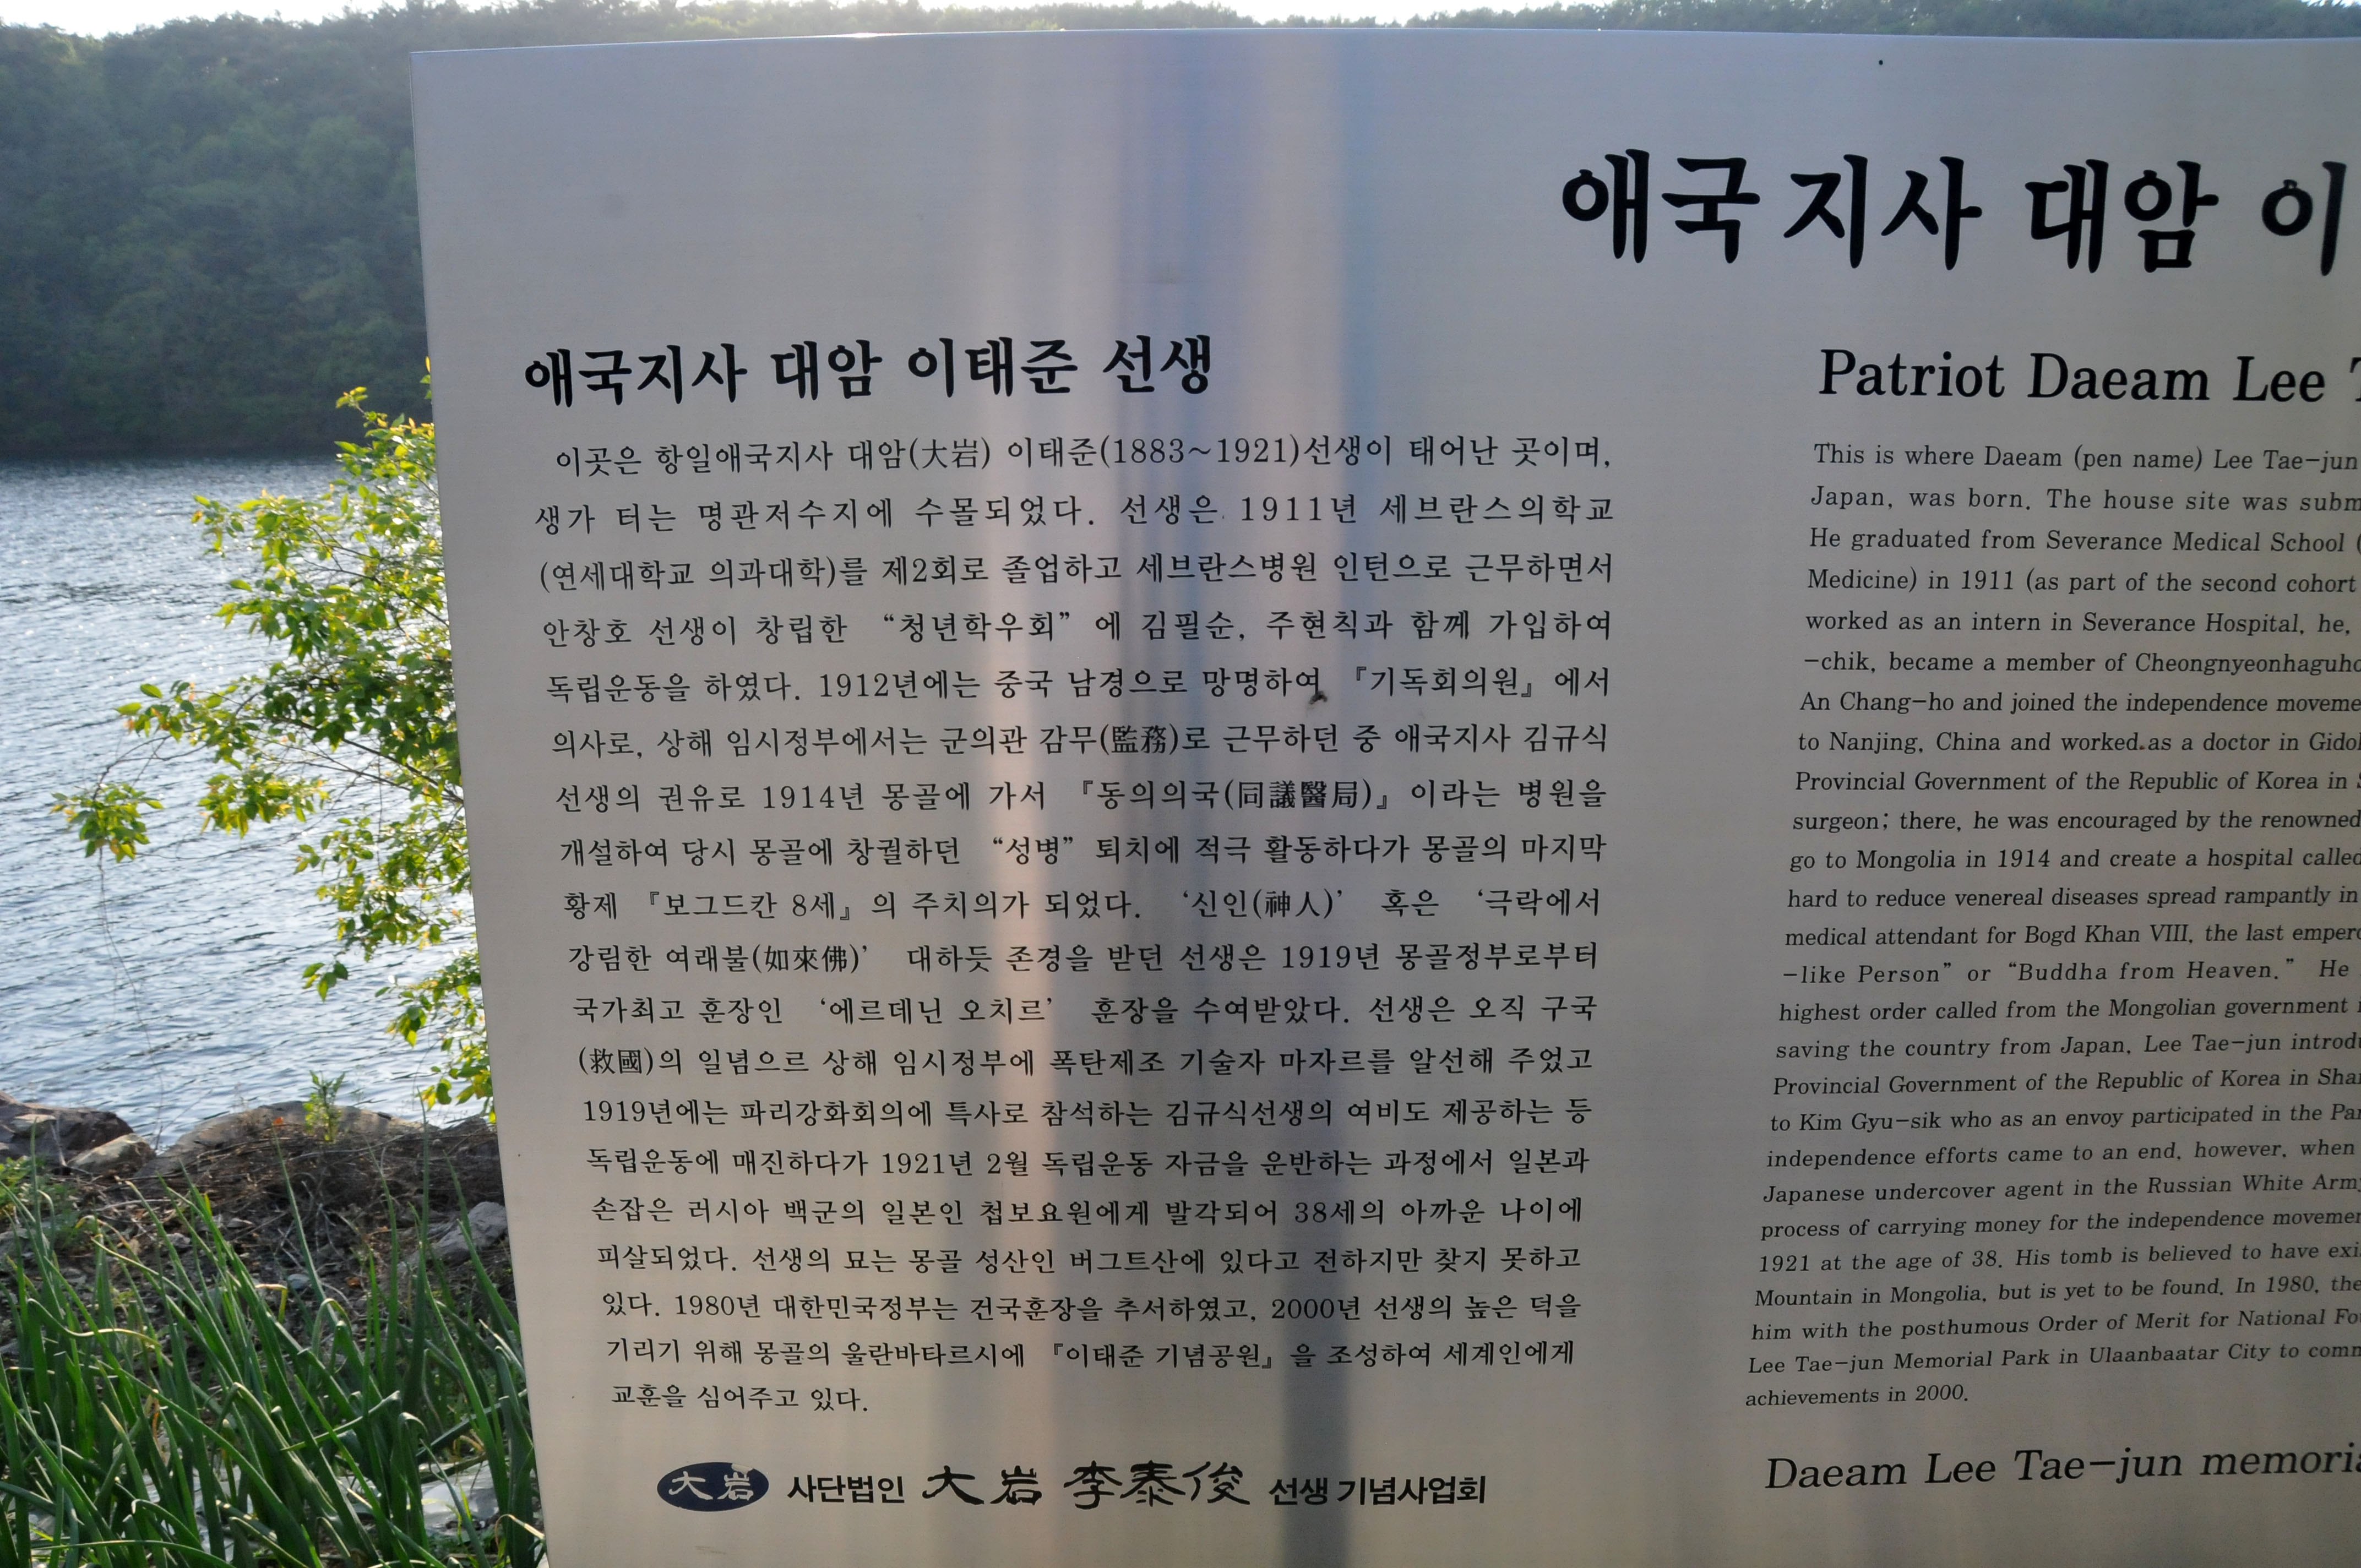 애국지사 대암 이
애국지사 대암 이태준 선생
이곳은 항일애국지사 대암(大岩) 이태준(1883~1921)선생이 태어난 곳이며,
생가 터는 명관저수지에 수몰되었다. 선생은 1911년 세브란스의학교
(연세대학교 의과대학)를 제2회로 졸업하고 세브란스병원 인턴으로 근무하면서
안창호 선생이 창립한 “청년학우회” 에 김필순, 주현칙과 함께 가입하여
독립운동을 하였다. 1912년에는 중국 남경으로 망명하여 『기독회의원』에서
의사로, 상해 임시정부에서는 군의관 감무(監務)로 근무하던 중 애국지사 김규식
선생의 권유로 1914년 몽골에 가서 『동의의국(同議醫局)』이라는 병원을
개설하여 당시 몽골에 창궐하던 “성병” 퇴치에 적극 활동하다가 몽골의 마지막
황제 『보그드칸 8세』의 주치의가 되었다. ‘신인(神人)’ 혹은 ‘극락에서
강림한 여래불(如來佛)’ 대하듯 존경을 받던 선생은 1919년 몽골정부로부터
국가최고 훈장인 ‘에르데닌 오치르’ 훈장을 수여받았다. 선생은 오직 구국
(救國)의 일념으르 상해 임시정부에 폭탄제조 기술자 마자르를 알선해 주었고
1919년에는 파리강화회의에 특사로 참석하는 김규식선생의 여비도 제공하는 등
독립운동에 매진하다가 1921년 2월 독립운동 자금을 운반하는 과정에서 일본과
손잡은 러시아 백군의 일본인 첩보요원에게 발각되어 38세의 아까운 나이에
피살되었다. 선생의 묘는 몽골 성산인 버그트산에 있다고 전하지만 찾지 못하고
있다. 1980년 대한민국정부는 건국훈장을 추서하였고, 2000년 선생의 높은 덕을
기리기 위해 몽골의 울란바타르시에 『이태준 기념공원』을 조성하여 세계인에게
교훈을 심어주고 있다.
大岩 사단법인 大岩 李泰俊 선생 기념사업회
Patriot Daeam Lee
This is where Daeam (pen name) Lee Tae-jun
Japan, was born. The house site was subm
He graduated from Severance Medical School (
Medicine) in 1911 (as part of the second cohort
worked as an intern in Severance Hospital, he,
-chik, became a member of Cheongnyeonhaguho
An Chang-ho and joined the independence moveme
to Nanjing, China and worked as a doctor in Gidok
Provincial Government of the Republic of Korea in S
surgeon; there, he was encouraged by the renowned
go to Mongolia in 1914 and create a hospital called
hard to reduce venereal diseases spread rampantly in
medical attendant for Bogd Khan VIII, the last empero
-like Person” or “Buddha from Heaven.” He
highest order called from the Mongolian government
saving the country from Japan, Lee Tae-jun introdu
Provincial Government of the Republic of Korea in Shan
to Kim Gyu-sik who as an envoy participated in the Par
independence efforts came to an end, however, when
Japanese undercover agent in the Russian White Army
process of carrying money for the independence movemen
1921 at the age of 38. His tomb is believed to have exi
Mountain in Mongolia, but is yet to be found. In 1980, the
him with the posthumous Order of Merit for National Fou
Lee Tae-jun Memorial Park in Ulaanbaatar City to comm
achievements in 2000.
Daeam Lee Tae-jun memoria